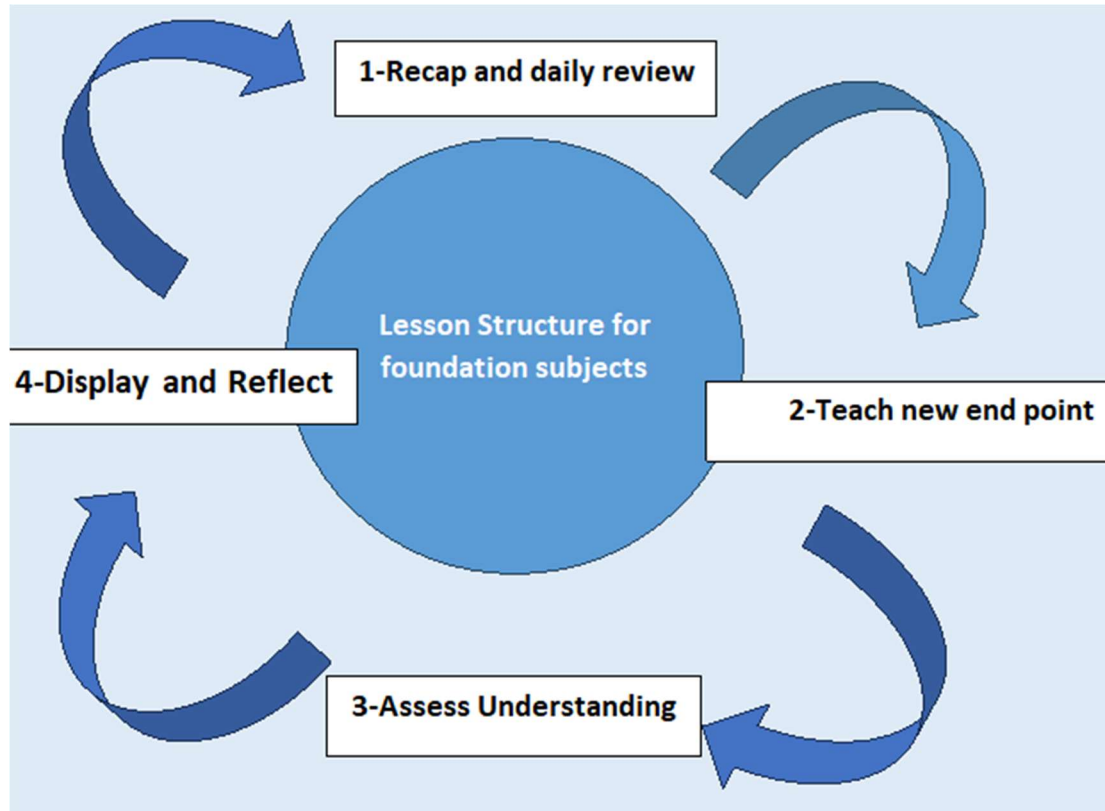 1-Recap and daily review
Lesson Structure for
foundation subjects
4-Display and Reflect
2-Teach new end point
3-Assess Understanding